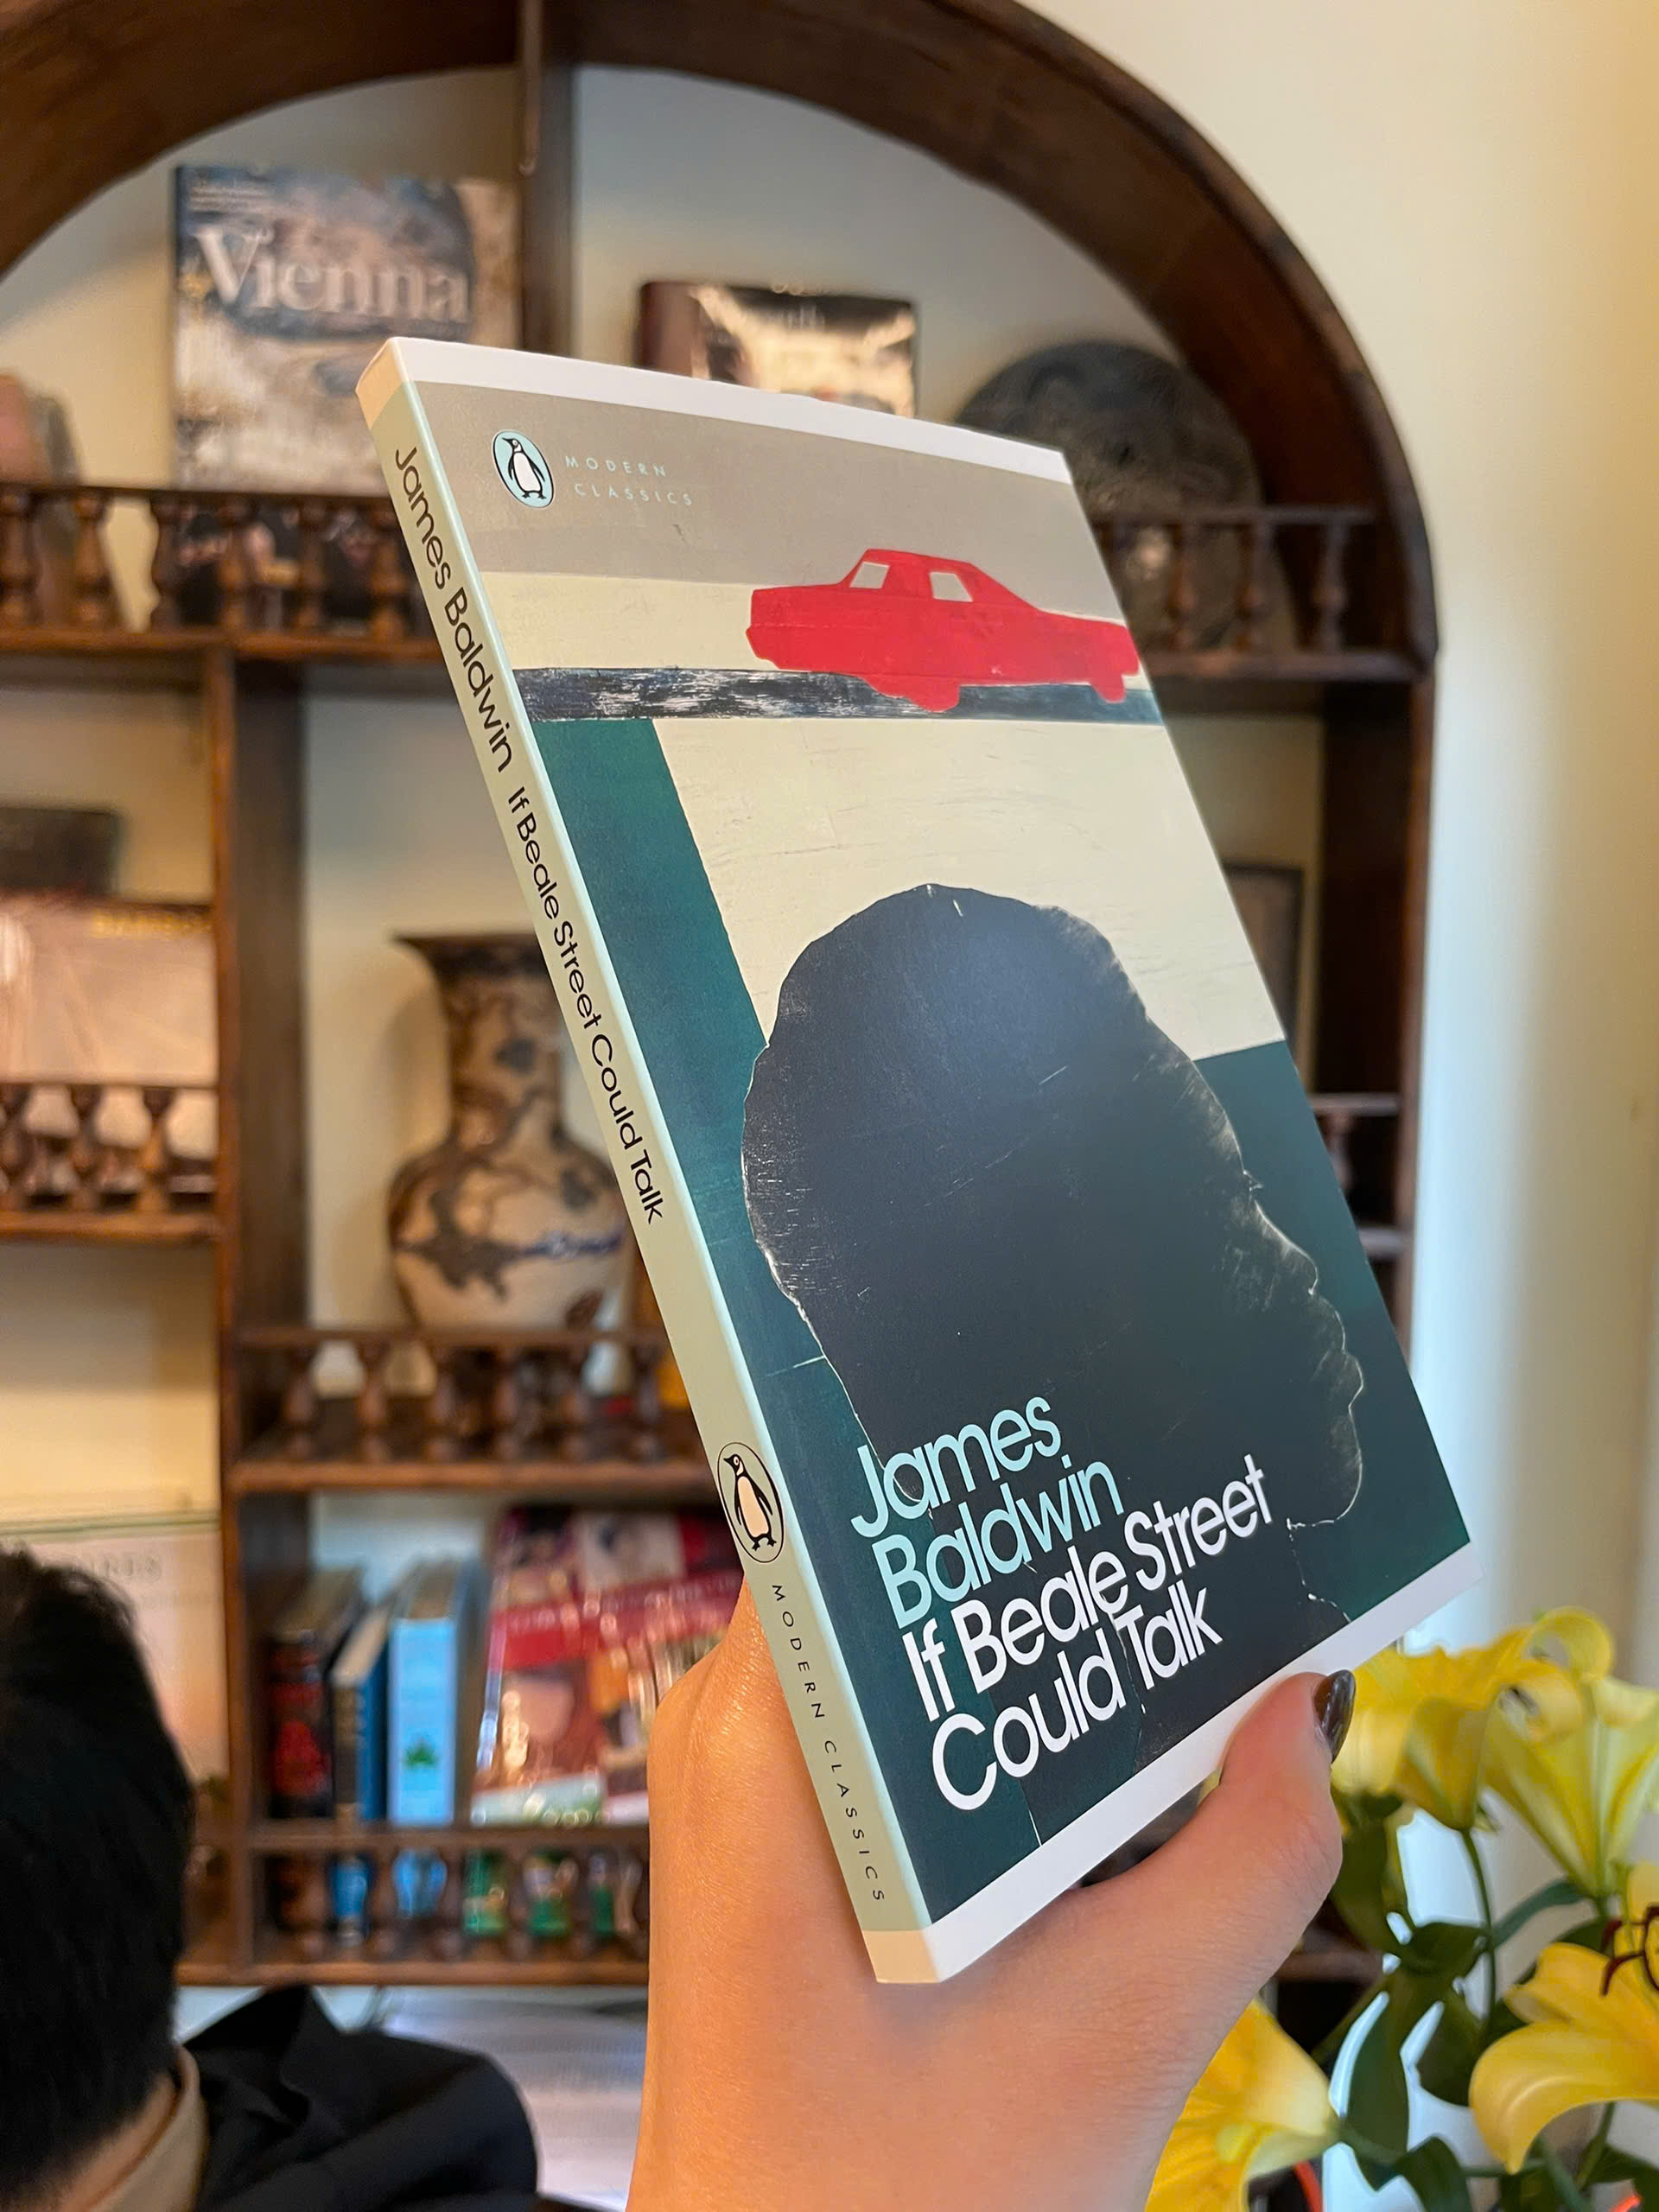 Vienna
MODERN
CLASSICS
James Baldwin If Beale Street Could Talk
MODERN CLASSICS
James
Baldwin
If Beale Street
Could Talk